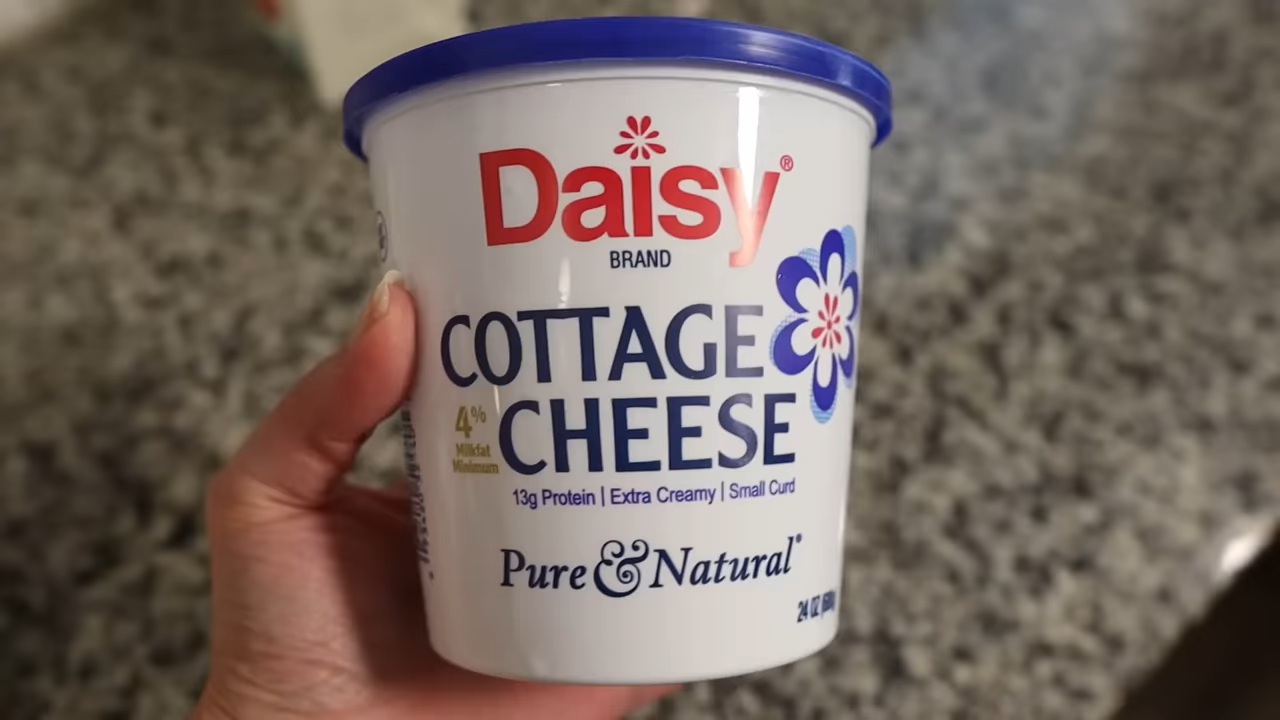 Daisy®
BRAND
COTTAGE
CHEESE
4%
Milkfat
Minimum
13g Protein | Extra Creamy | Small Curd
Pure & Natural®
24 OZ